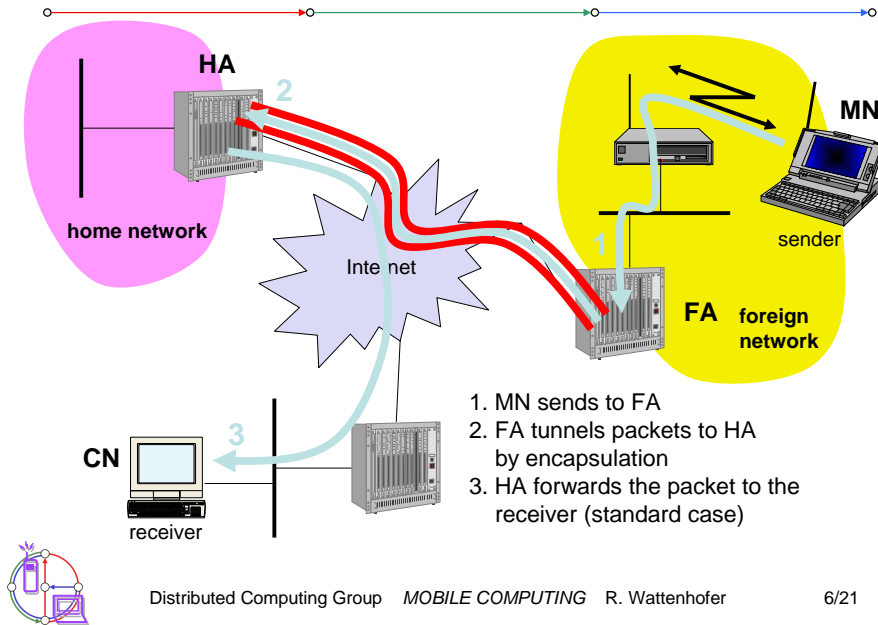 HA
2
MN
home network
sender
1
Internet
FA
foreign
network
1. MN sends to FA
2. FA tunnels packets to HA
by encapsulation
3. HA forwards the packet to the
receiver (standard case)
3
CN
receiver
Distributed Computing Group MOBILE COMPUTING R. Wattenhofer 6/21